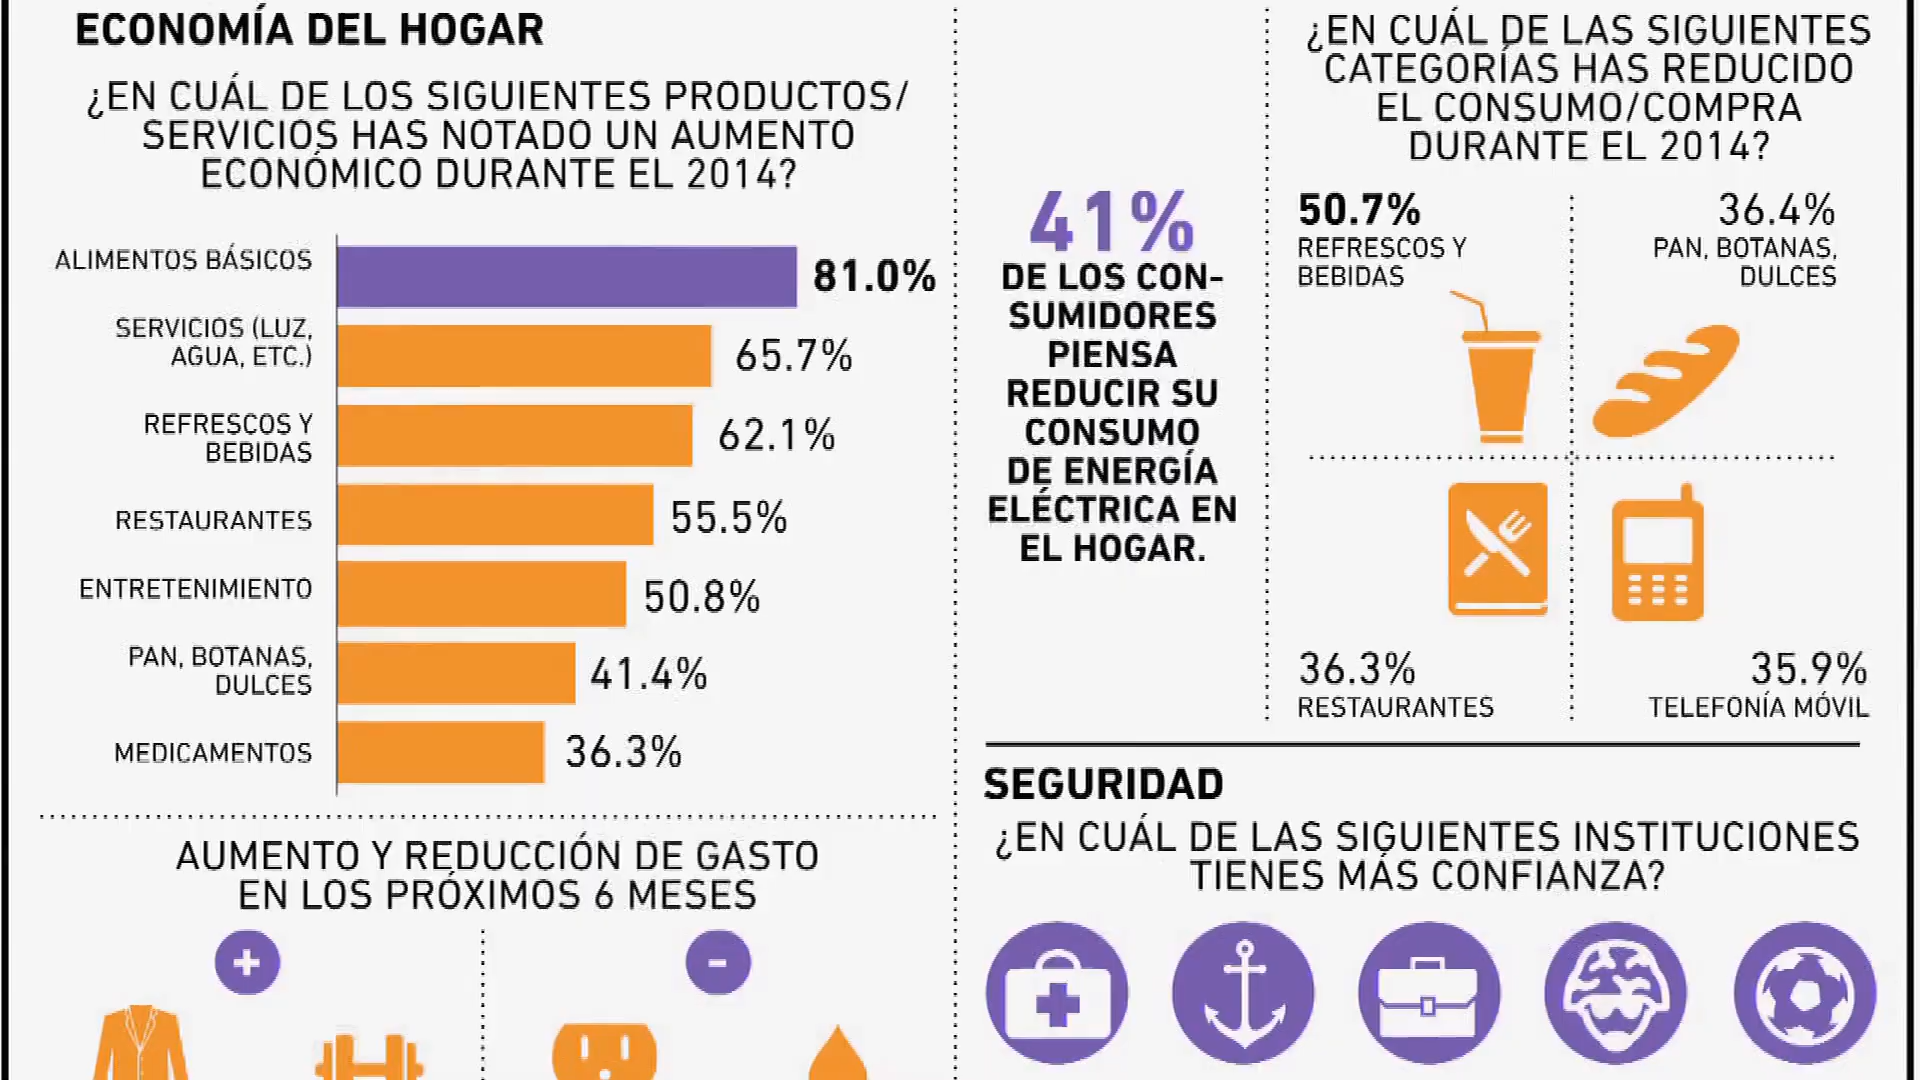 ECONOMÍA DEL HOGAR
¿EN CUÁL DE LOS SIGUIENTES PRODUCTOS/
SERVICIOS HAS NOTADO UN AUMENTO
ECONÓMICO DURANTE EL 2014?
ALIMENTOS BÁSICOS
81.0%
SERVICIOS (LUZ,
AGUA, ETC.)
65.7%
REFRESCOS Y
BEBIDAS
62.1%
RESTAURANTES
55.5%
ENTRETENIMIENTO
50.8%
PAN, BOTANAS,
DULCES
41.4%
MEDICAMENTOS
36.3%
AUMENTO Y REDUCCIÓN DE GASTO
EN LOS PRÓXIMOS 6 MESES
+
-
41%
DE LOS CON-
SUMIDORES
PIENSA
REDUCIR SU
CONSUMO
DE ENERGÍA
ELÉCTRICA EN
EL HOGAR.
¿EN CUÁL DE LAS SIGUIENTES
CATEGORÍAS HAS REDUCIDO
EL CONSUMO/COMPRA
DURANTE EL 2014?
50.7%
REFRESCOS Y
BEBIDAS
36.4%
PAN, BOTANAS,
DULCES
36.3%
RESTAURANTES
35.9%
TELEFONÍA MÓVIL
SEGURIDAD
¿EN CUÁL DE LAS SIGUIENTES INSTITUCIONES
TIENES MÁS CONFIANZA?